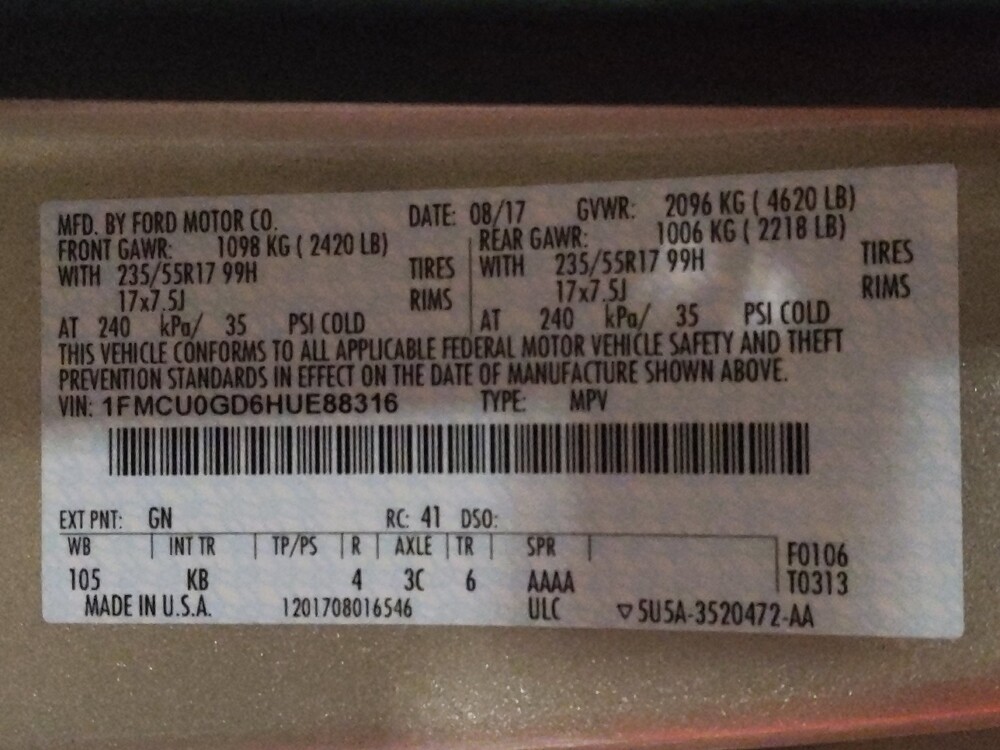 MFD. BY FORD MOTOR CO. DATE: 08/17 GVWR: 2096 KG ( 4620 LB)
FRONT GAWR: 1098 KG ( 2420 LB) REAR GAWR: 1006 KG ( 2218 LB)
WITH 235/55R17 99H TIRES WITH 235/55R17 99H TIRES
17x7.5J RIMS 17x7.5J RIMS
AT 240 kPa/ 35 PSI COLD AT 240 kPa/ 35 PSI COLD
THIS VEHICLE CONFORMS TO ALL APPLICABLE FEDERAL MOTOR VEHICLE SAFETY AND THEFT
PREVENTION STANDARDS IN EFFECT ON THE DATE OF MANUFACTURE SHOWN ABOVE.
VIN: 1FMCU0GD6HUE88316 TYPE: MPV
EXT PNT: GN RC: 41 DSO:
WB INT TR TP/PS R AXLE TR SPR F0106
105 KB 4 3C 6 AAAA T0313
MADE IN U.S.A. 1201708016546 ULC ▽5U5A-3520472-AA